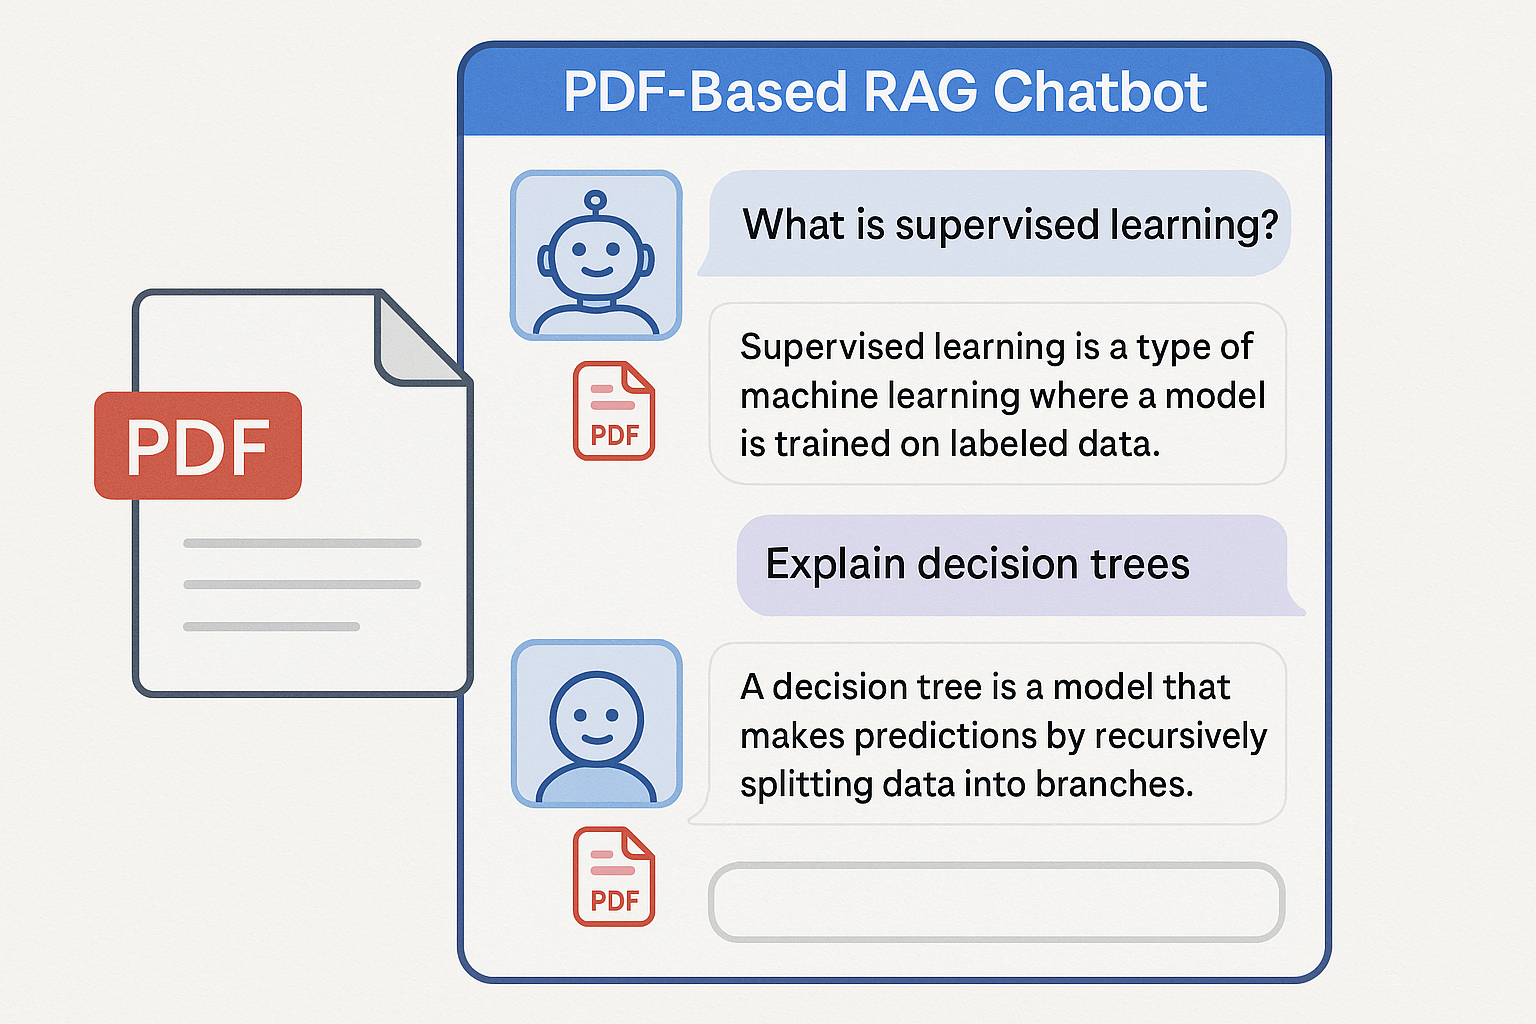 PDF-Based RAG Chatbot
What is supervised learning?
Supervised learning is a type of
machine learning where a model
is trained on labeled data.
PDF
PDF
Explain decision trees
A decision tree is a model that
makes predictions by recursively
splitting data into branches.
PDF